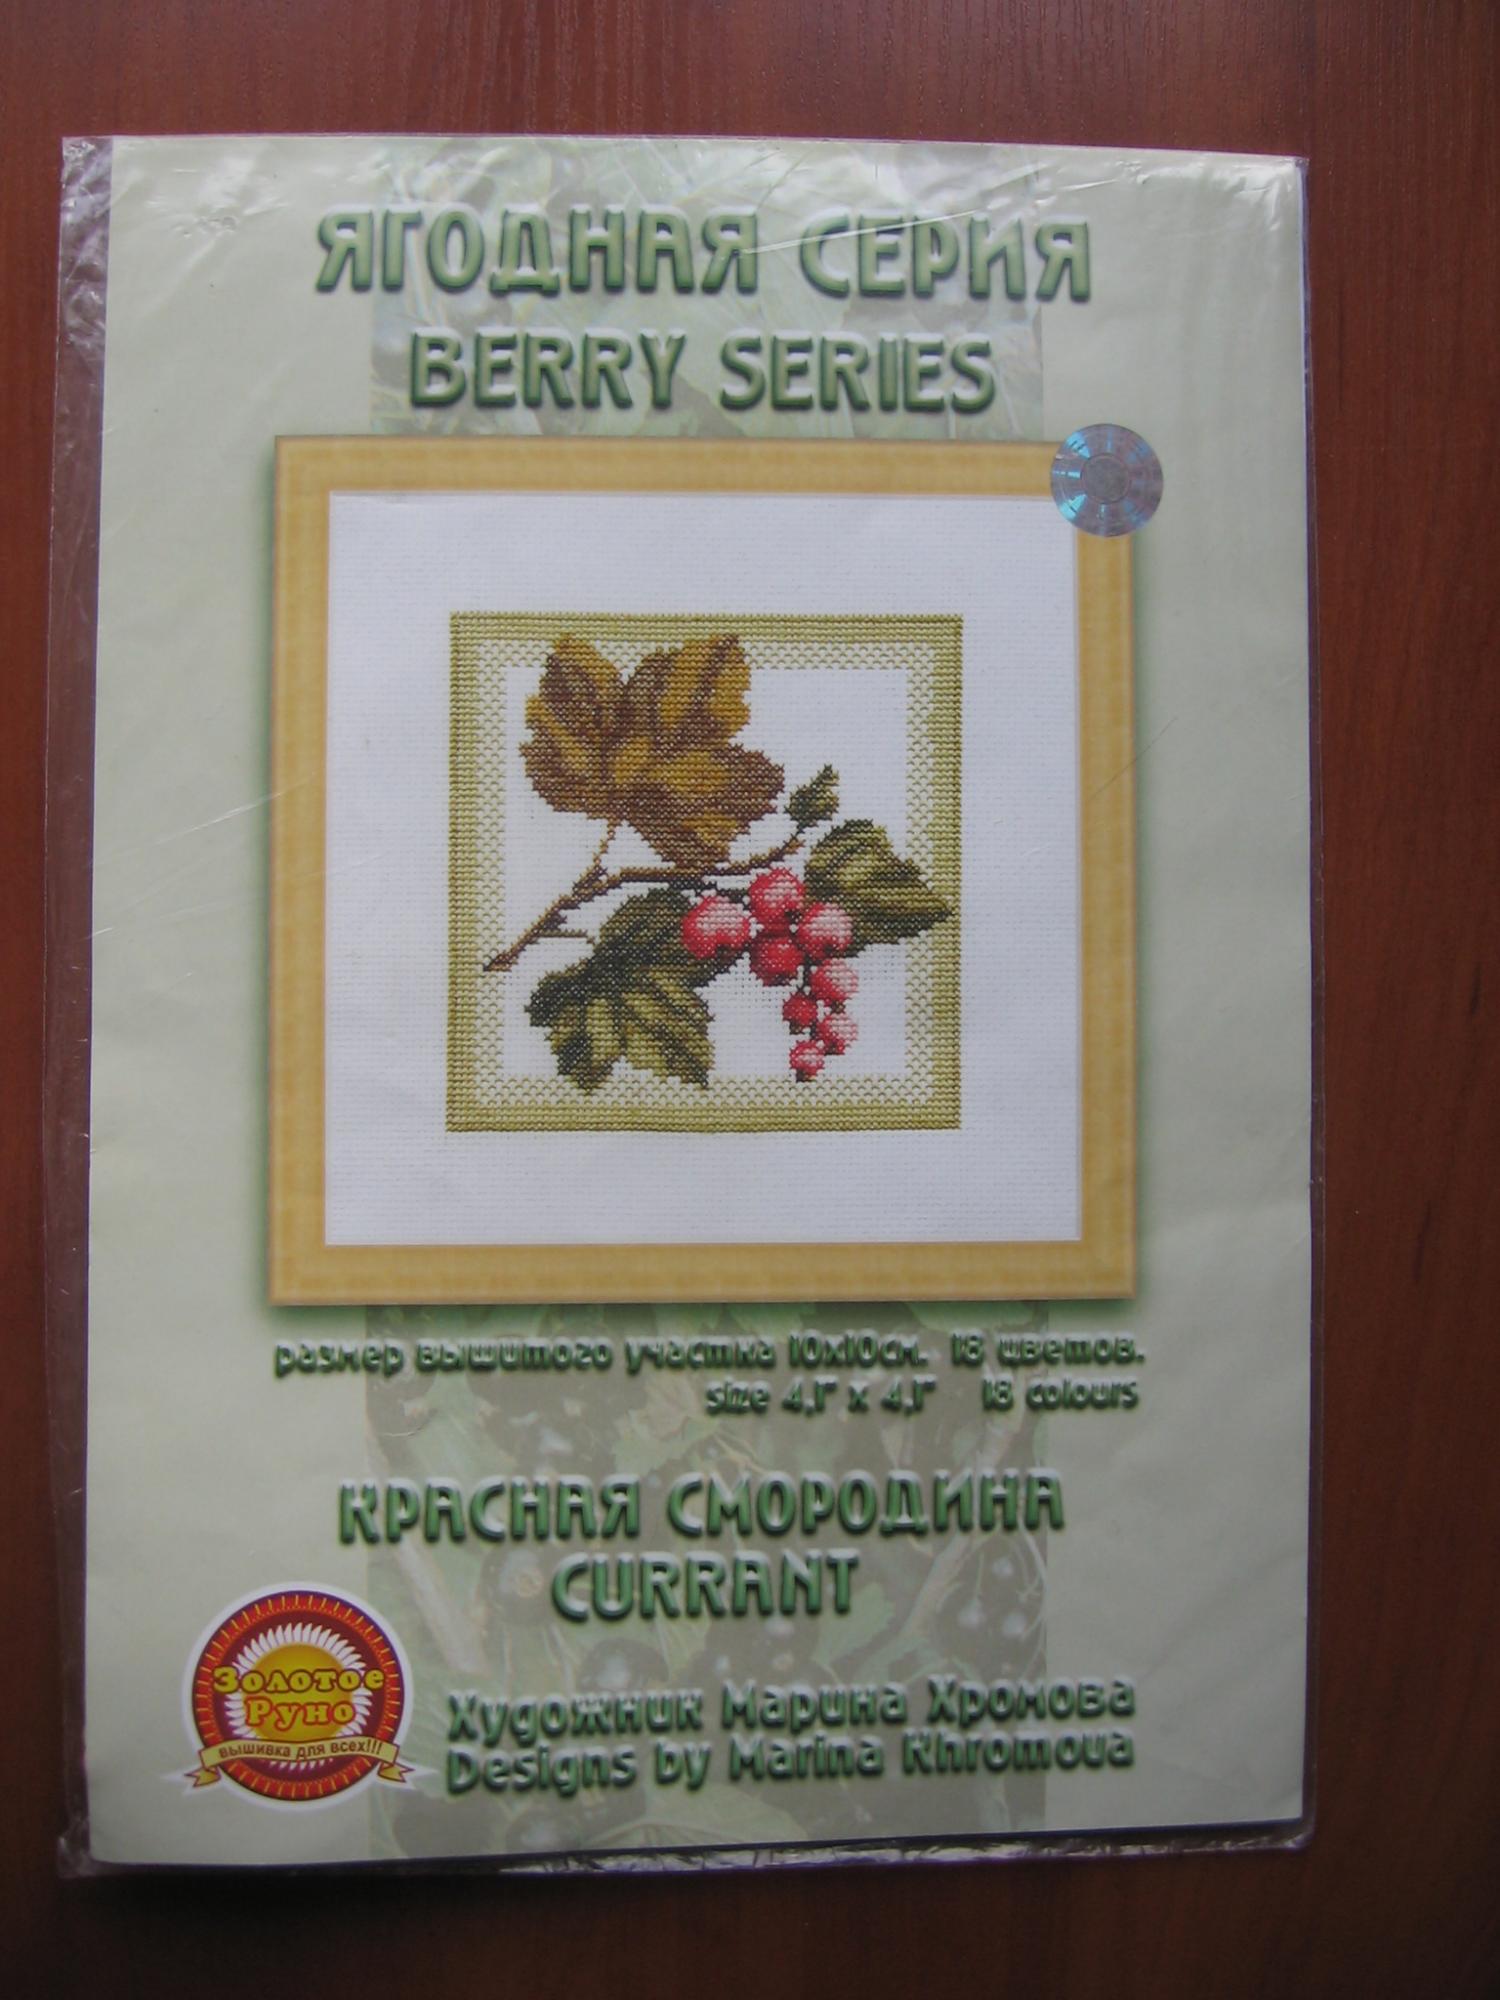 ЯГОДНАЯ СЕРИЯ
BERRY SERIES
размер вышитого участка 10х10см. 18 цветов.
size 4,1" x 4,1" 18 colours
КРАСНАЯ СМОРОДИНА
CURRANT
Золотое
Руно
вышивка для всех!!!
Художник Марина Хромова
Designs by Marina Khromova